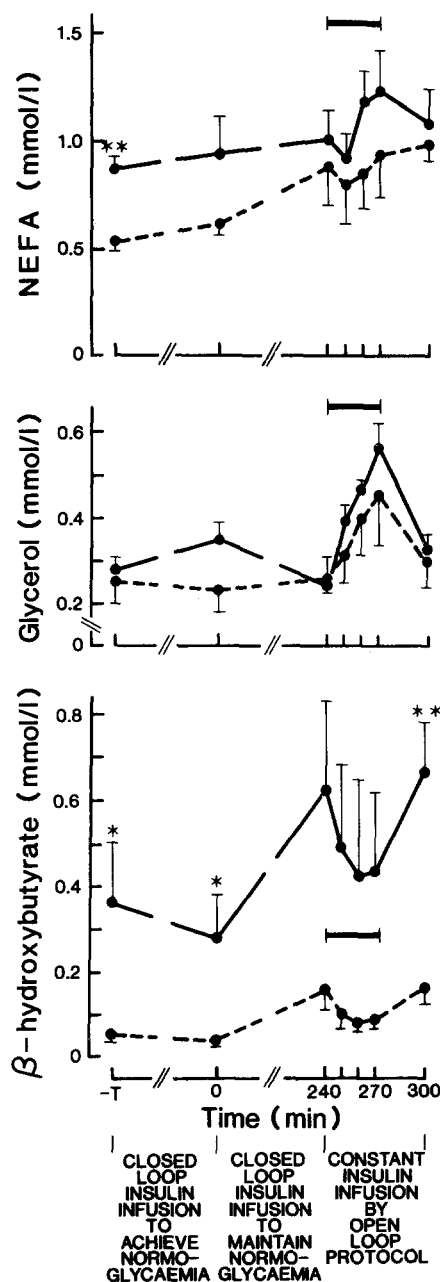 1.5
1.0
0.5
0
NEFA (mmol/l)
**
0.6
0.4
0.2
0
Glycerol (mmol/l)
0.8
0.6
0.4
0.2
0
β-hydroxybutyrate (mmol/l)
*
*
**
-T 0 240 270 300
Time (min)
CLOSED LOOP INSULIN INFUSION TO ACHIEVE NORMO-GLYCAEMIA
CLOSED LOOP INSULIN INFUSION TO MAINTAIN NORMO-GLYCAEMIA
CONSTANT INSULIN INFUSION BY OPEN LOOP PROTOCOL